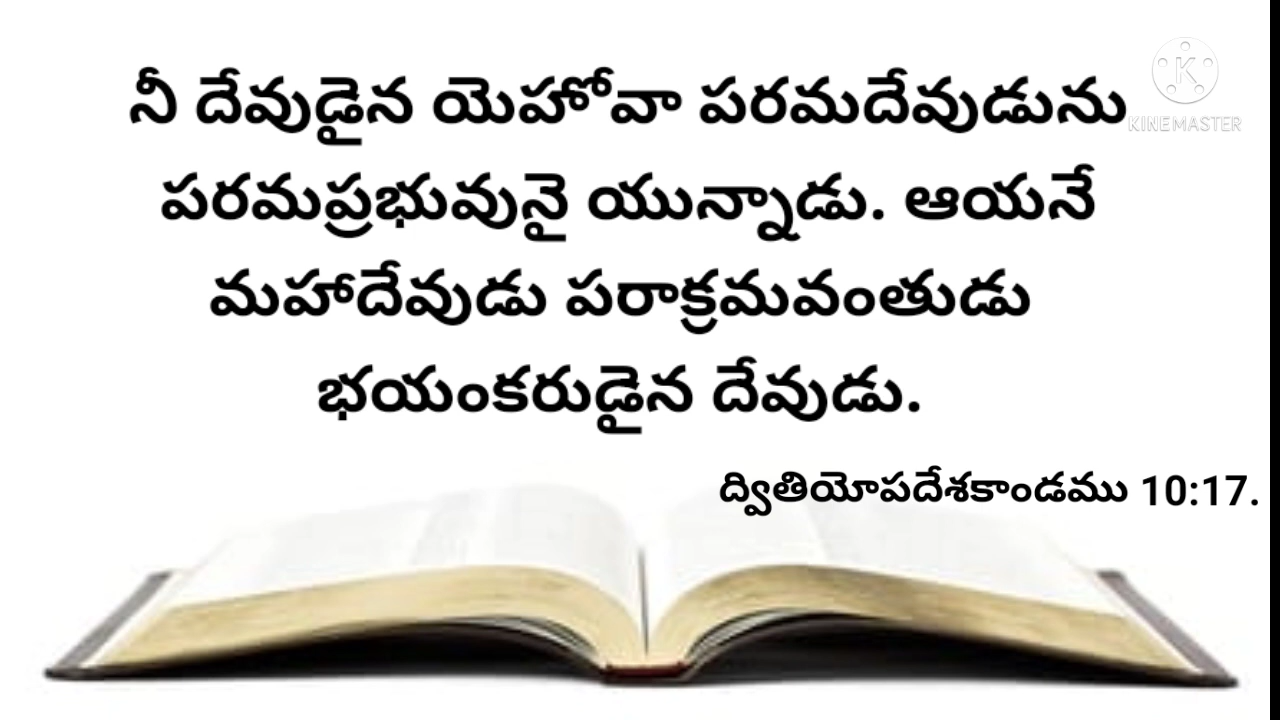 నీ దేవుడైన యెహోవా పరమదేవుడును
పరమప్రభువునై యున్నాడు. ఆయనే
మహాదేవుడు పరాక్రమవంతుడు
భయంకరుడైన దేవుడు.
ద్వితియోపదేశకాండము 10:17.
K
KINEMASTER